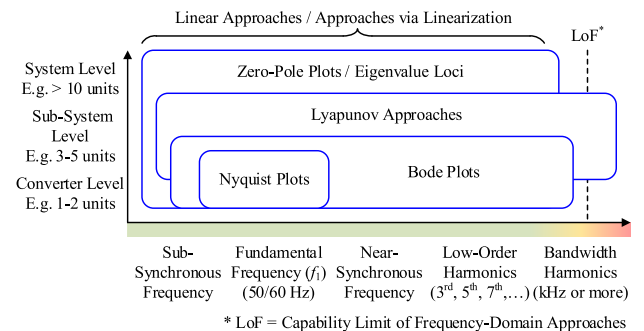 Linear Approaches / Approaches via Linearization
LoF*
System Level
E.g. > 10 units
Zero-Pole Plots / Eigenvalue Loci
Sub-System
Level
E.g. 3-5 units
Lyapunov Approaches
Converter Level
E.g. 1-2 units
Nyquist Plots
Bode Plots
Sub-
Synchronous
Frequency
Fundamental
Frequency (f₁)
(50/60 Hz)
Near-
Synchronous
Frequency
Low-Order
Harmonics
(3rd, 5th, 7th,…)
Bandwidth
Harmonics
(kHz or more)
* LoF = Capability Limit of Frequency-Domain Approaches